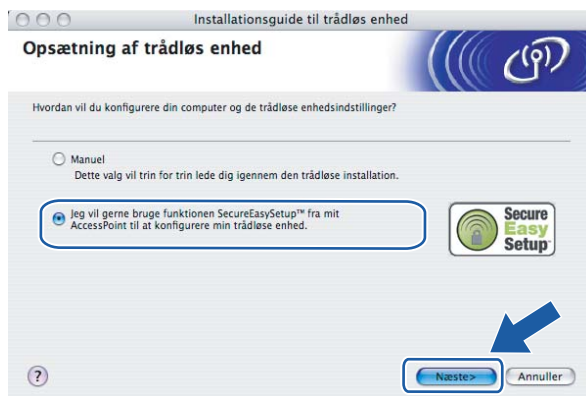 Installationsguide til trådløs enhed
Opsætning af trådløs enhed
Hvordan vil du konfigurere din computer og de trådløse enhedsindstillinger?
Manuel
Dette valg vil trin for trin lede dig igennem den trådløse installation.
Jeg vil gerne bruge funktionen SecureEasySetup™ fra mit
AccessPoint til at konfigurere min trådløse enhed.
Secure
Easy
Setup
?
Næste>
Annuller